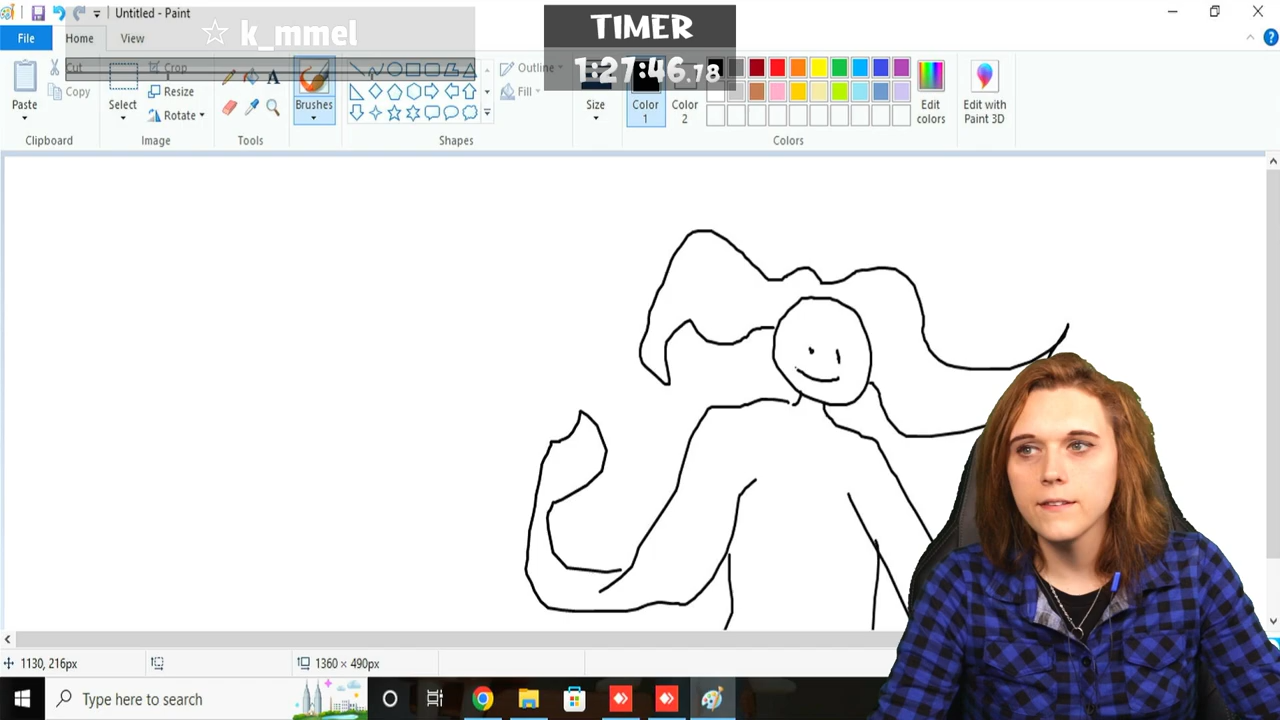 Untitled - Paint
☆ k_mmel
TIMER
1:27:46.78
File
Home
View
Paste
Cut
Copy
Clipboard
Select
Crop
Resize
Rotate
Image
Tools
Brushes
Outline
Fill
Shapes
Size
Color
1
Color
2
Edit
colors
Colors
Edit with
Paint 3D
1130, 216px
1360 × 490px
Type here to search